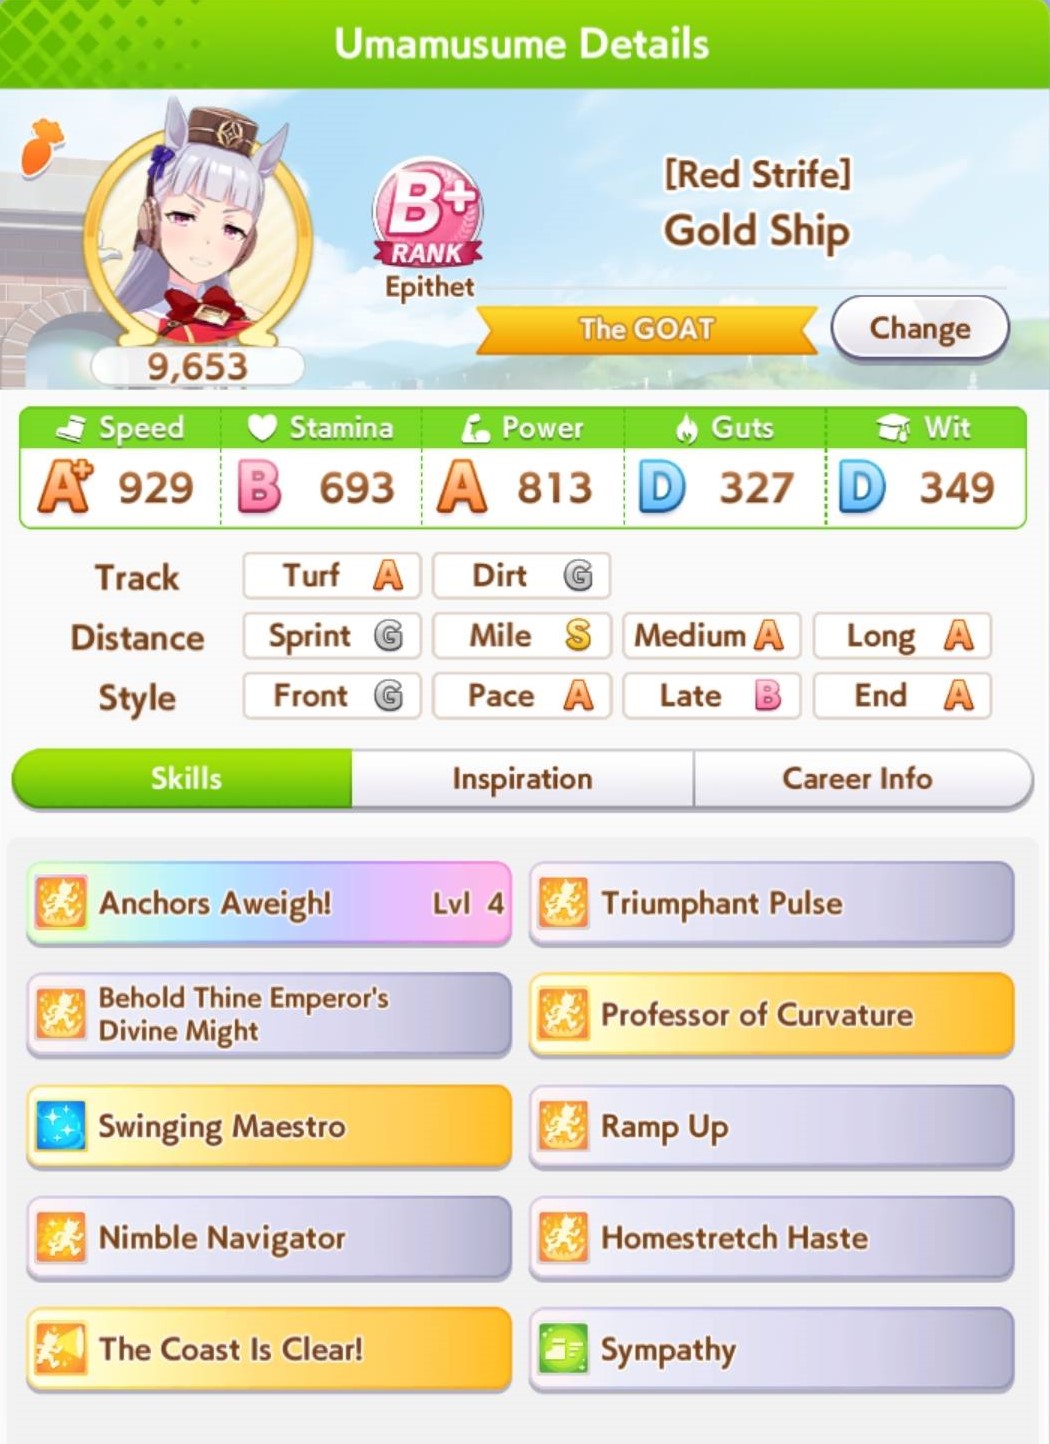 Umamusume Details
[Red Strife]
Gold Ship
B+
RANK
Epithet
The GOAT
Change
9,653
Speed Stamina Power Guts Wit
A+ 929 B 693 A 813 D 327 D 349
Track Turf A Dirt G
Distance Sprint G Mile S Medium A Long A
Style Front G Pace A Late B End A
Skills Inspiration Career Info
Anchors Aweigh! Lvl 4 Triumphant Pulse
Behold Thine Emperor's
Divine Might
Professor of Curvature
Swinging Maestro Ramp Up
Nimble Navigator Homestretch Haste
The Coast Is Clear! Sympathy